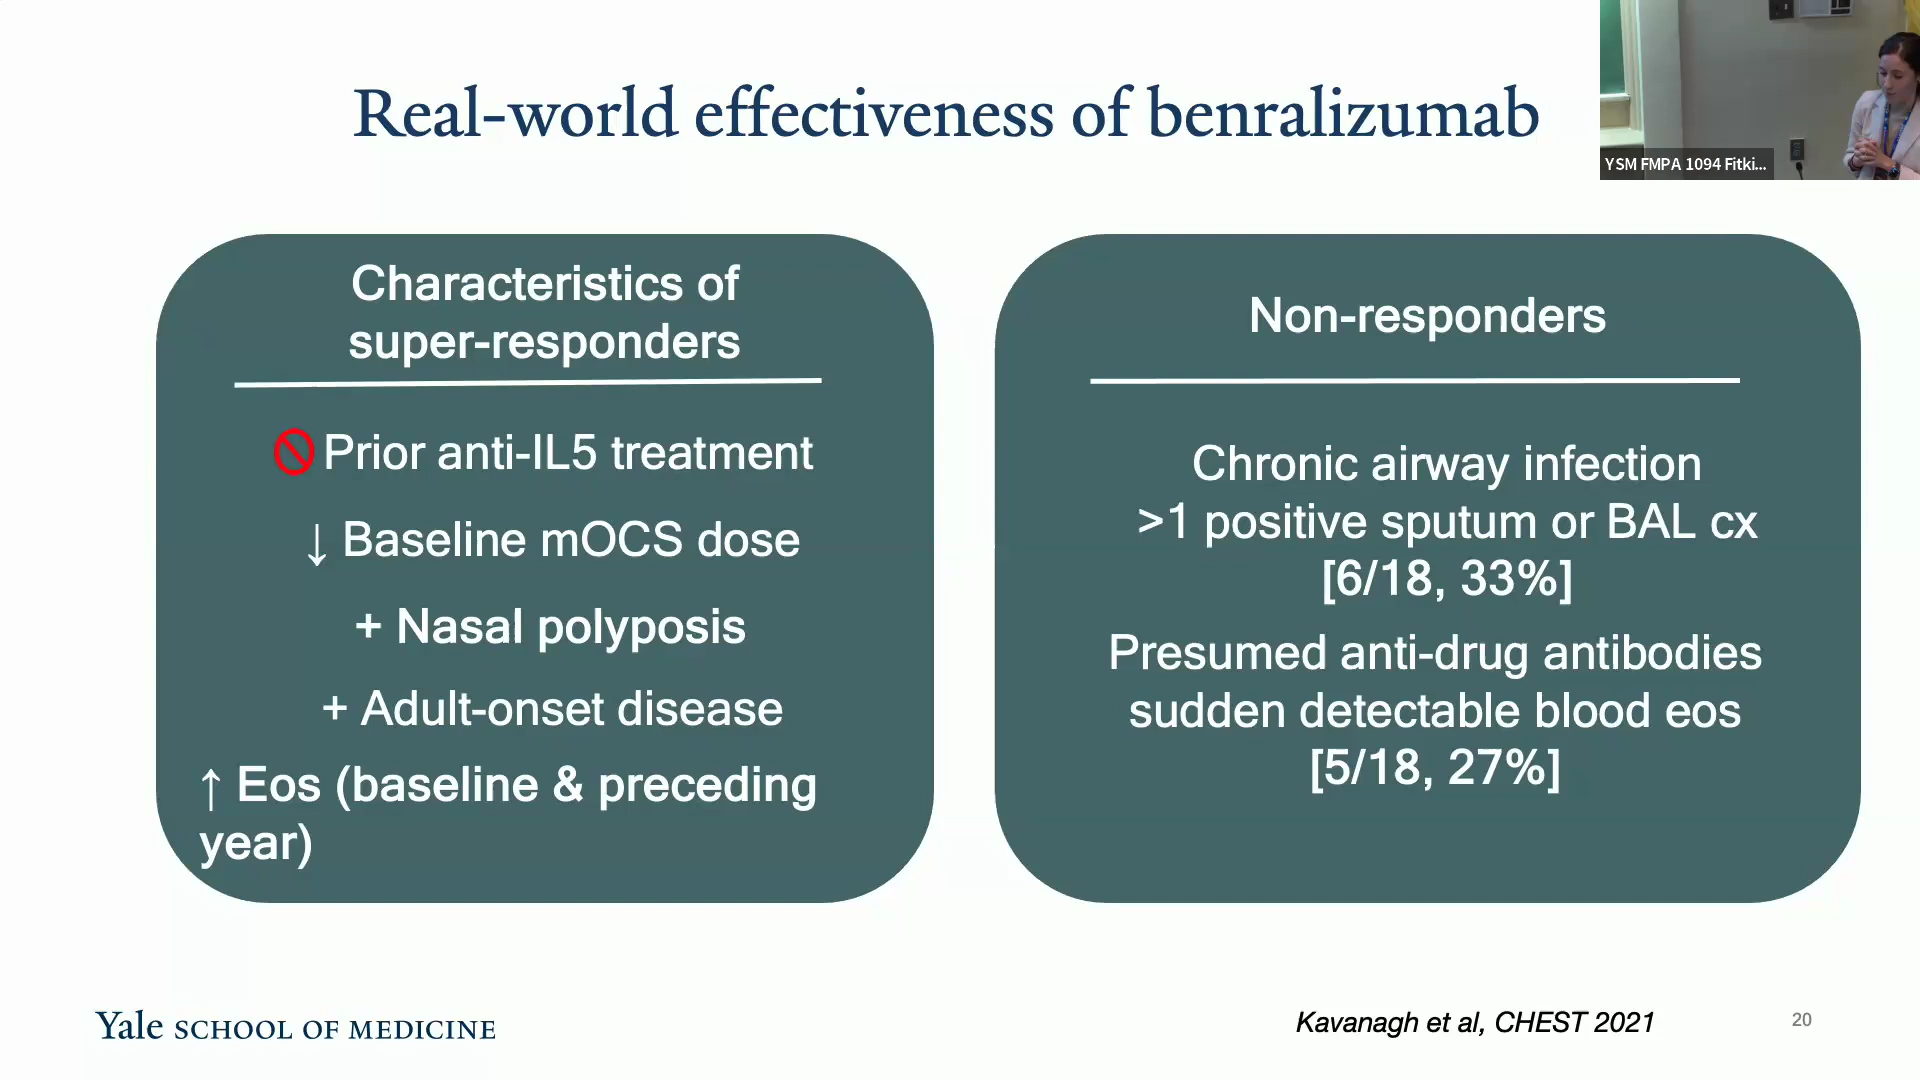 Real-world effectiveness of benralizumab
YSM FMPA 1094 Fitki...
Characteristics of
super-responders
Prior anti-IL5 treatment
↓ Baseline mOCS dose
+ Nasal polyposis
+ Adult-onset disease
↑ Eos (baseline & preceding
year)
Non-responders
Chronic airway infection
>1 positive sputum or BAL cx
[6/18, 33%]
Presumed anti-drug antibodies
sudden detectable blood eos
[5/18, 27%]
Yale SCHOOL OF MEDICINE
Kavanagh et al, CHEST 2021
20